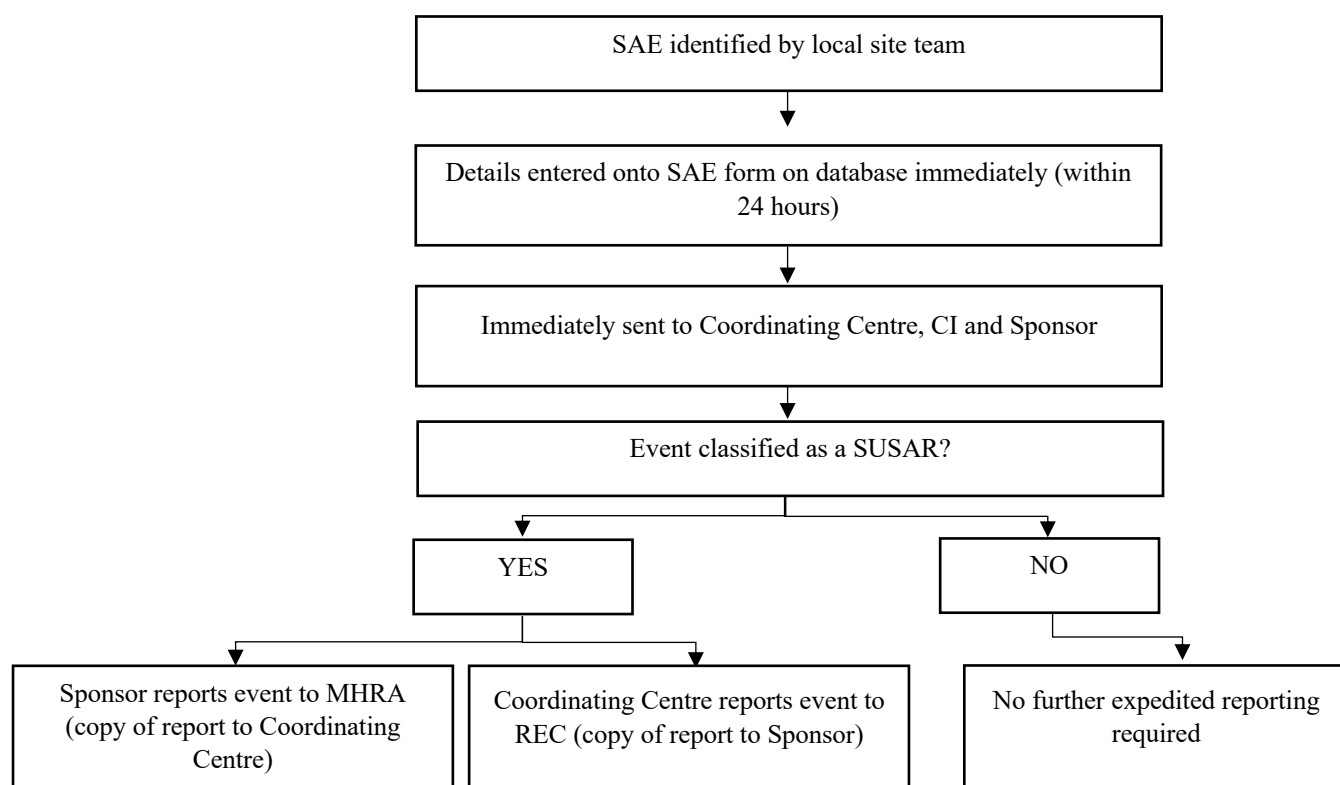 SAE identified by local site team
Details entered onto SAE form on database immediately (within
24 hours)
Immediately sent to Coordinating Centre, CI and Sponsor
Event classified as a SUSAR?
YES
NO
Sponsor reports event to MHRA
(copy of report to Coordinating
Centre)
Coordinating Centre reports event to
REC (copy of report to Sponsor)
No further expedited reporting
required